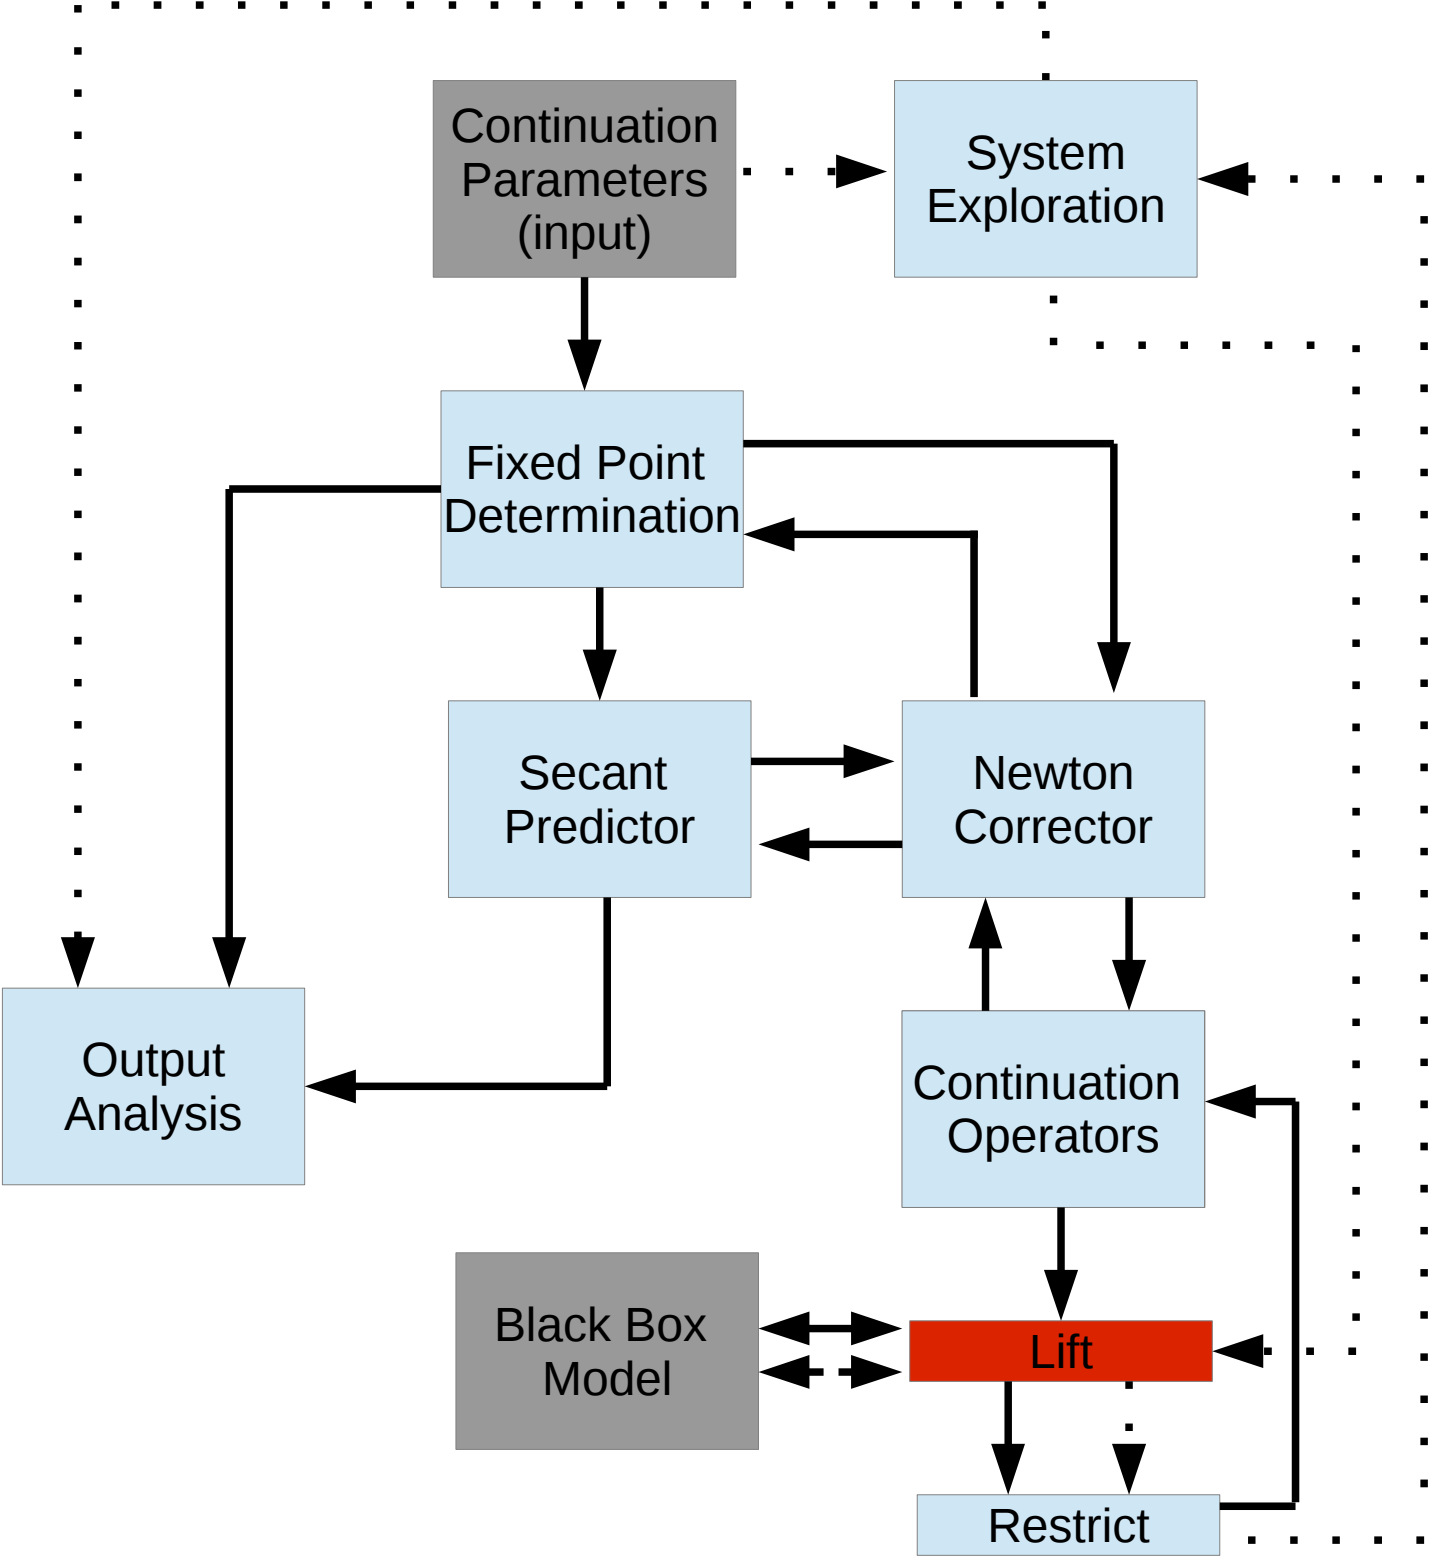 Continuation
Parameters
(input)
System
Exploration
Fixed Point
Determination
Secant
Predictor
Newton
Corrector
Output
Analysis
Continuation
Operators
Black Box
Model
Lift
Restrict